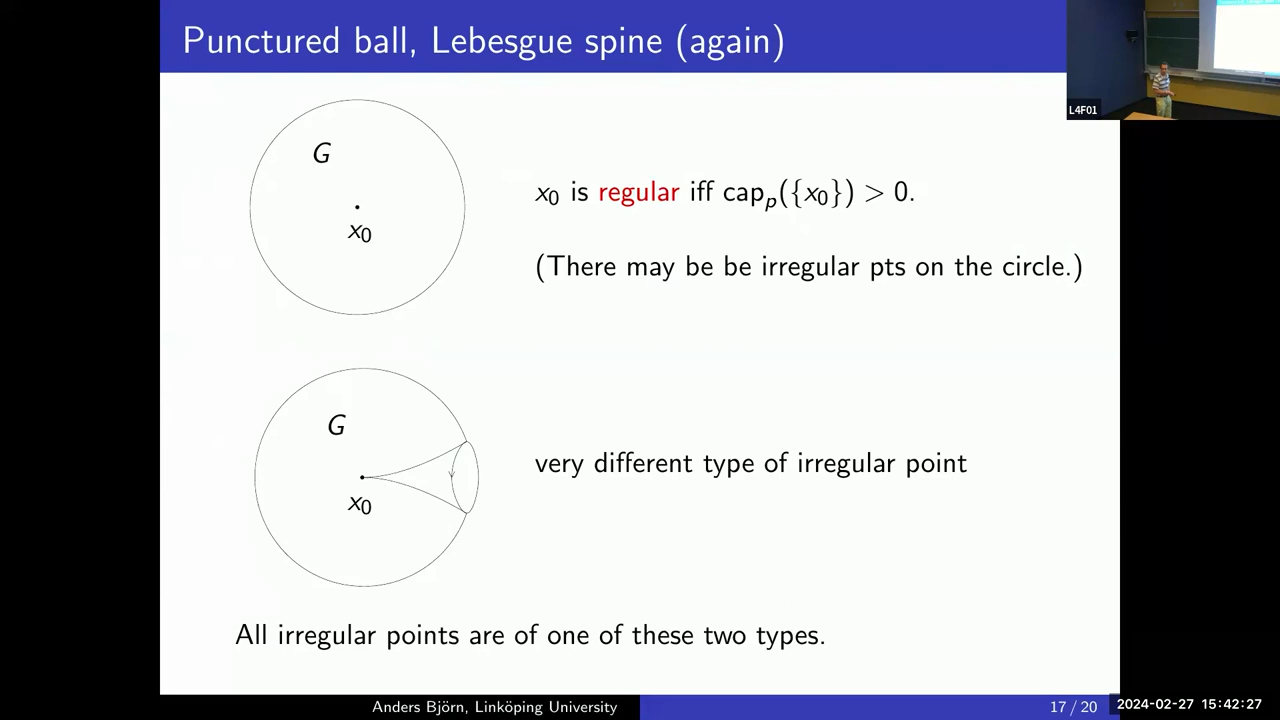 Punctured ball, Lebesgue spine (again)
L4F01
G
x₀
x₀ is regular iff capₚ({x₀}) > 0.
(There may be be irregular pts on the circle.)
G
x₀
very different type of irregular point
All irregular points are of one of these two types.
Anders Björn, Linköping University
17 / 20
2024-02-27 15:42:27